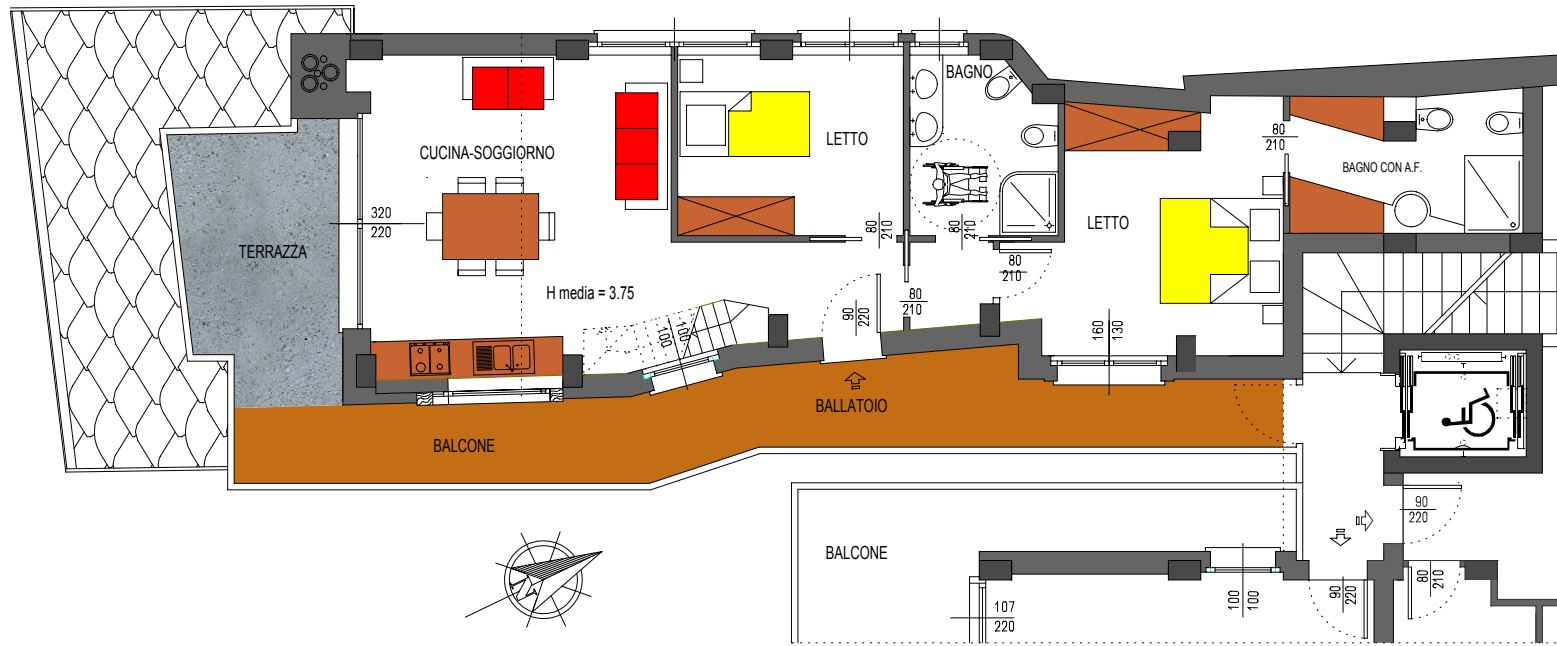 BAGNO
LETTO
CUCINA-SOGGIORNO
80
210
BAGNO CON A.F.
320
220
TERRAZZA
LETTO
80
210
80
210
80
210
H media = 3.75
80
210
90
220
100
100
160
130
BALLATOIO
BALCONE
90
220
BALCONE
80
210
107
220
100
100
90
220
N